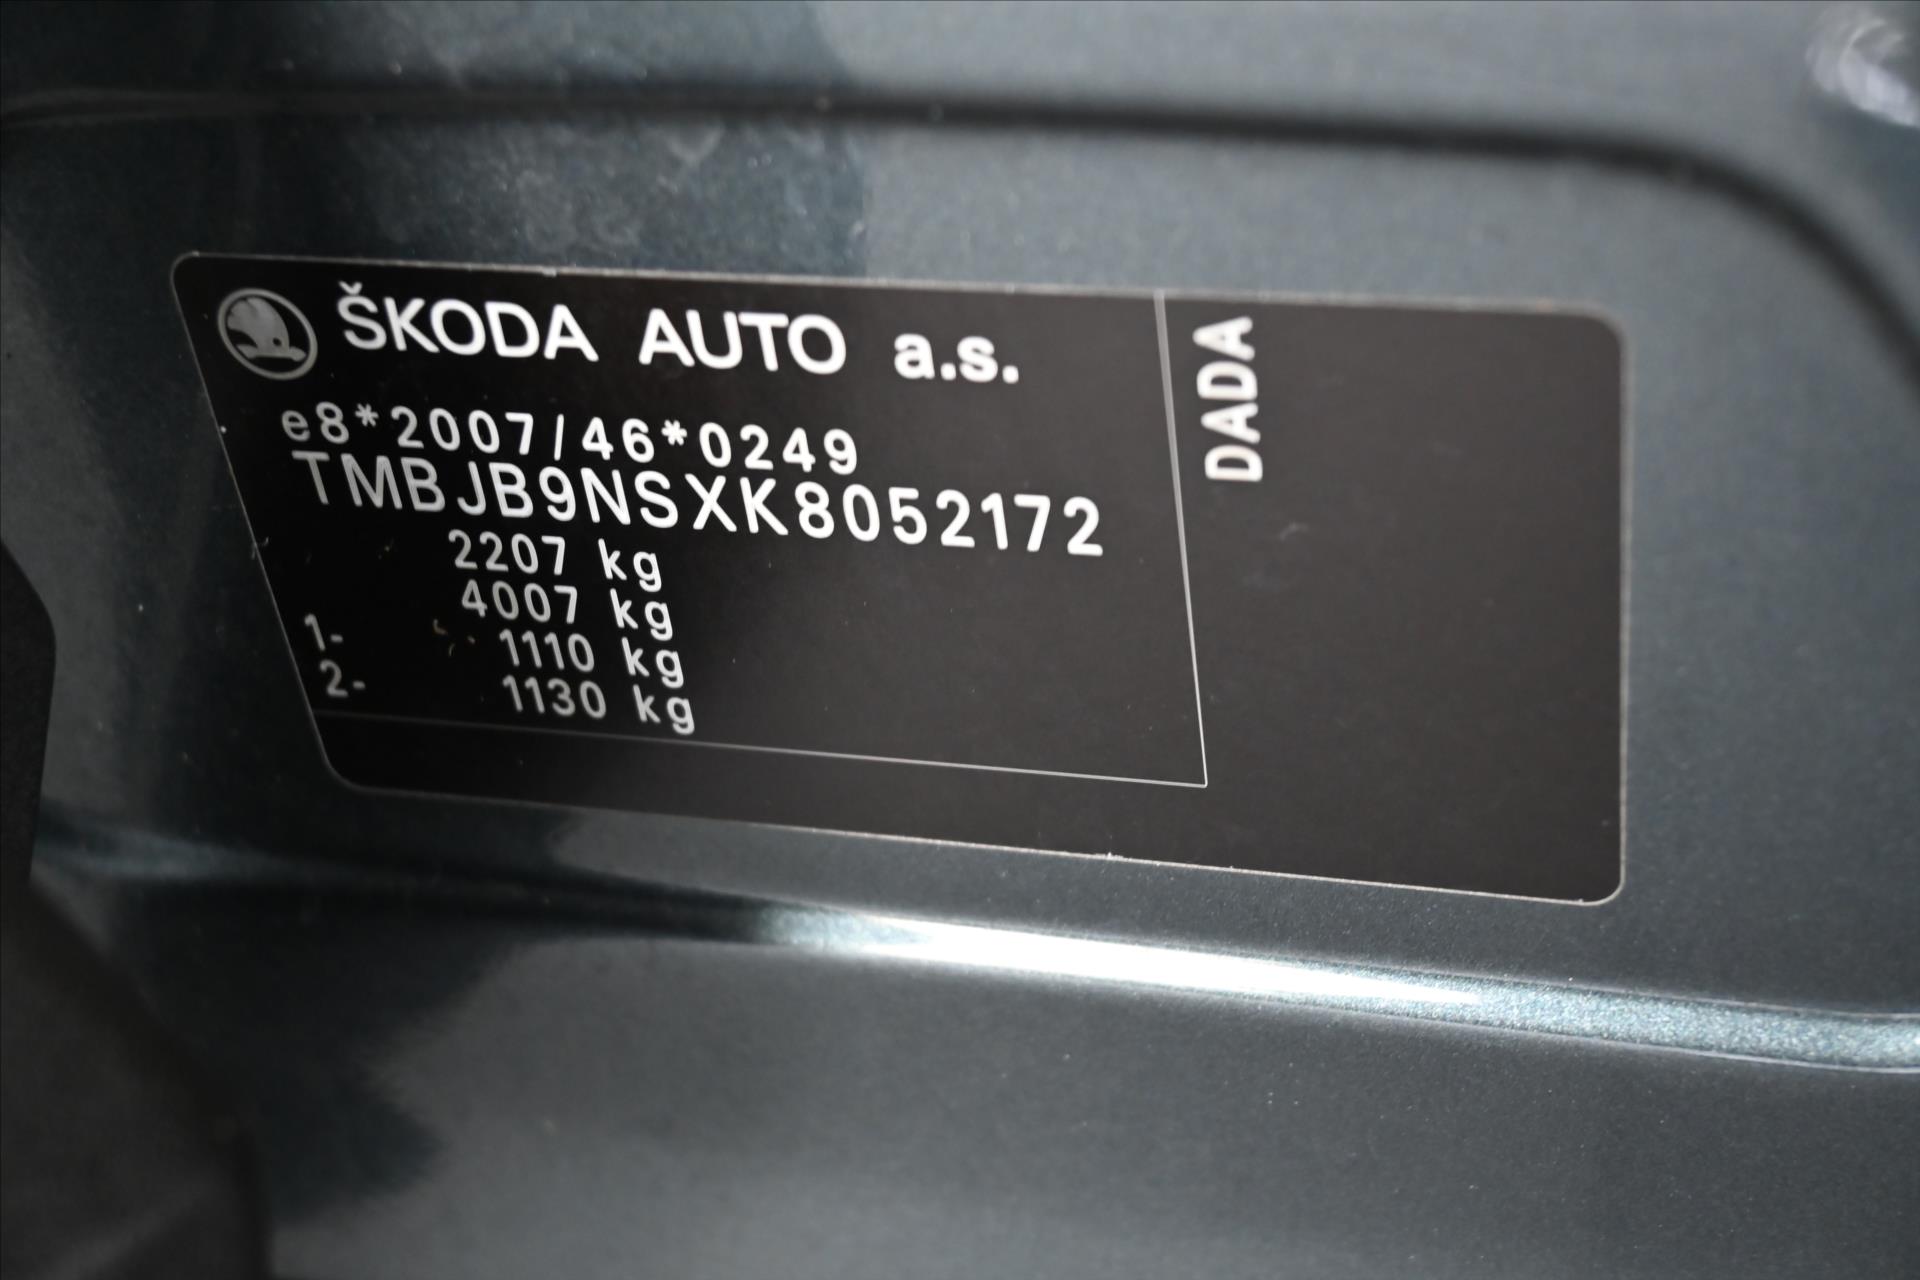 ŠKODA AUTO a.s.
e8*2007/46*0249
TMBJB9NSXK8052172
2207 kg
4007 kg
1- 1110 kg
2- 1130 kg
DADA